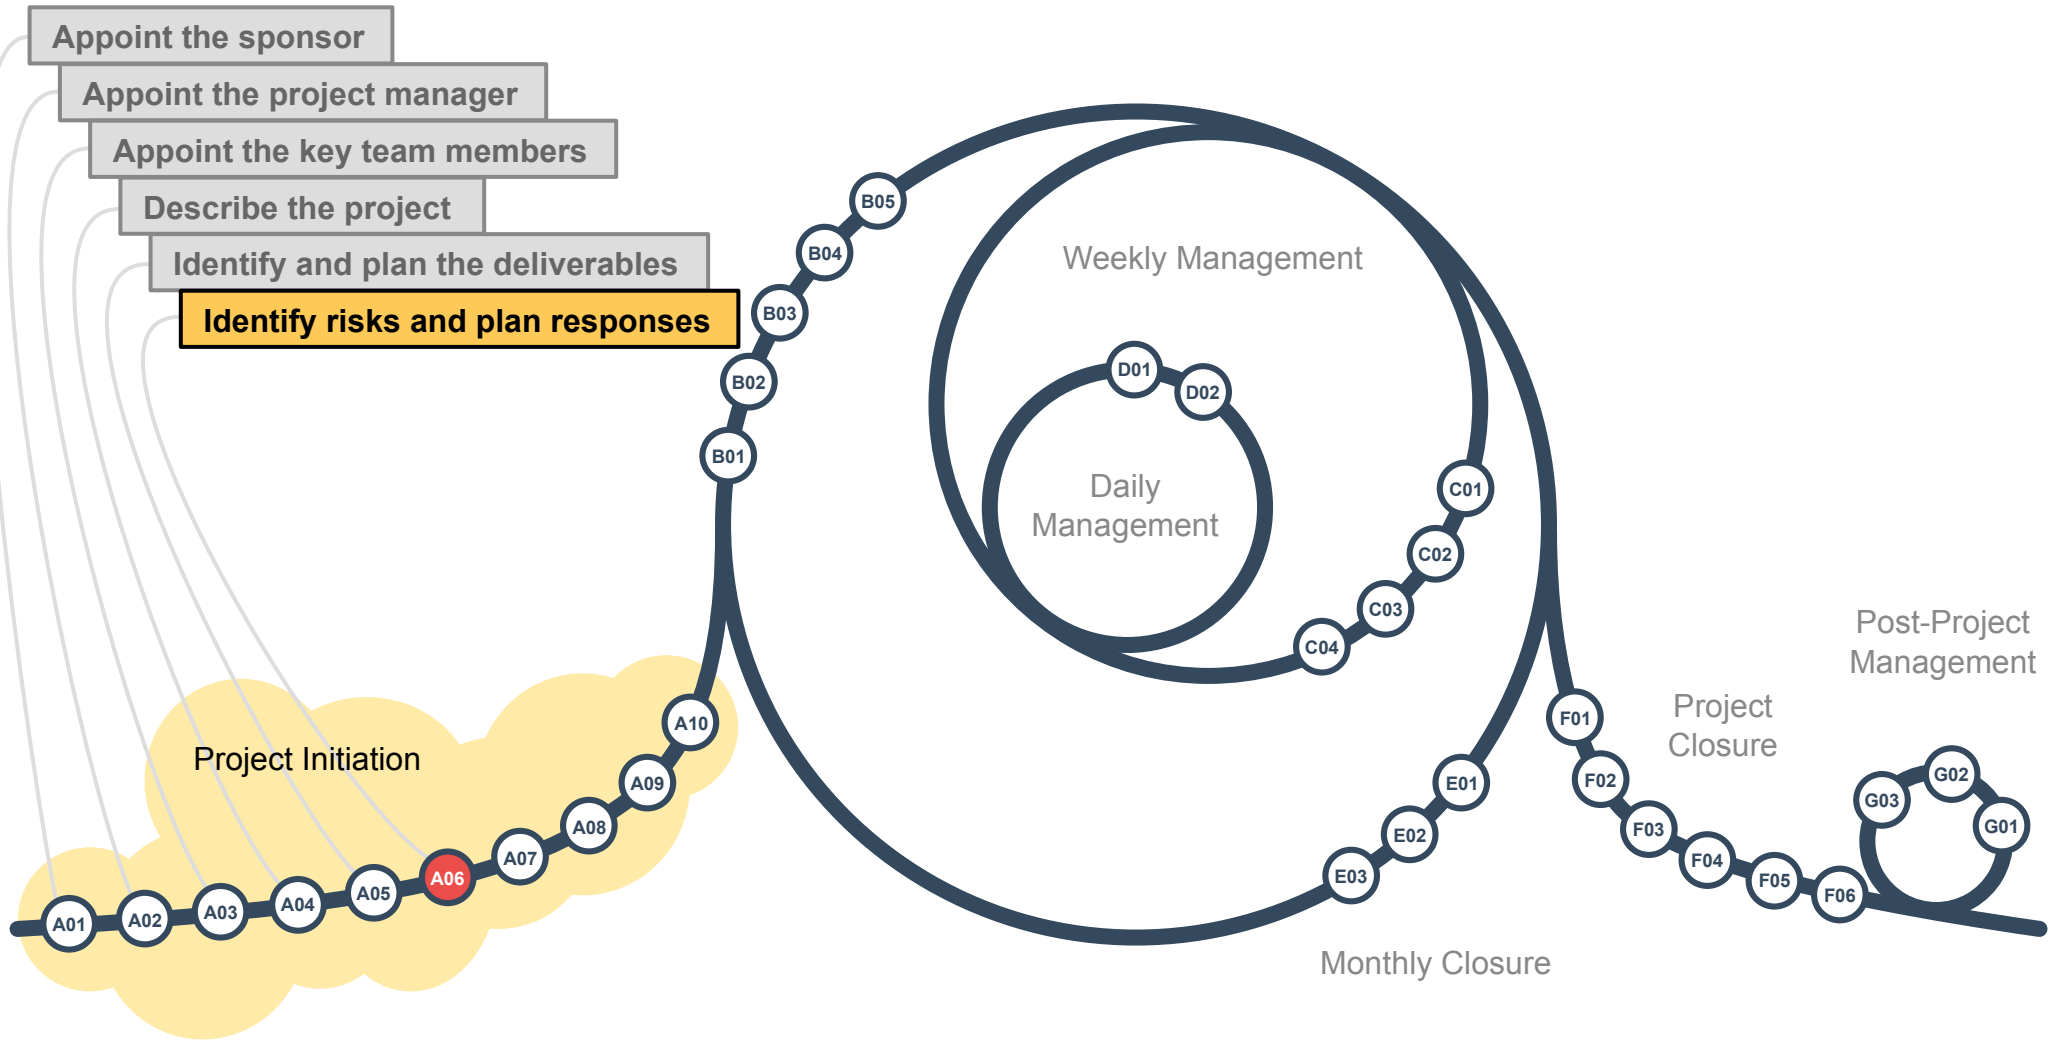 Appoint the sponsor
Appoint the project manager
Appoint the key team members
Describe the project
Identify and plan the deliverables
Identify risks and plan responses
Project Initiation
A01
A02
A03
A04
A05
A06
A07
A08
A09
A10
B01
B02
B03
B04
B05
Weekly Management
Daily
Management
D01
D02
C01
C02
C03
C04
E01
E02
E03
Monthly Closure
F01
F02
F03
F04
F05
F06
Project
Closure
Post-Project
Management
G01
G02
G03